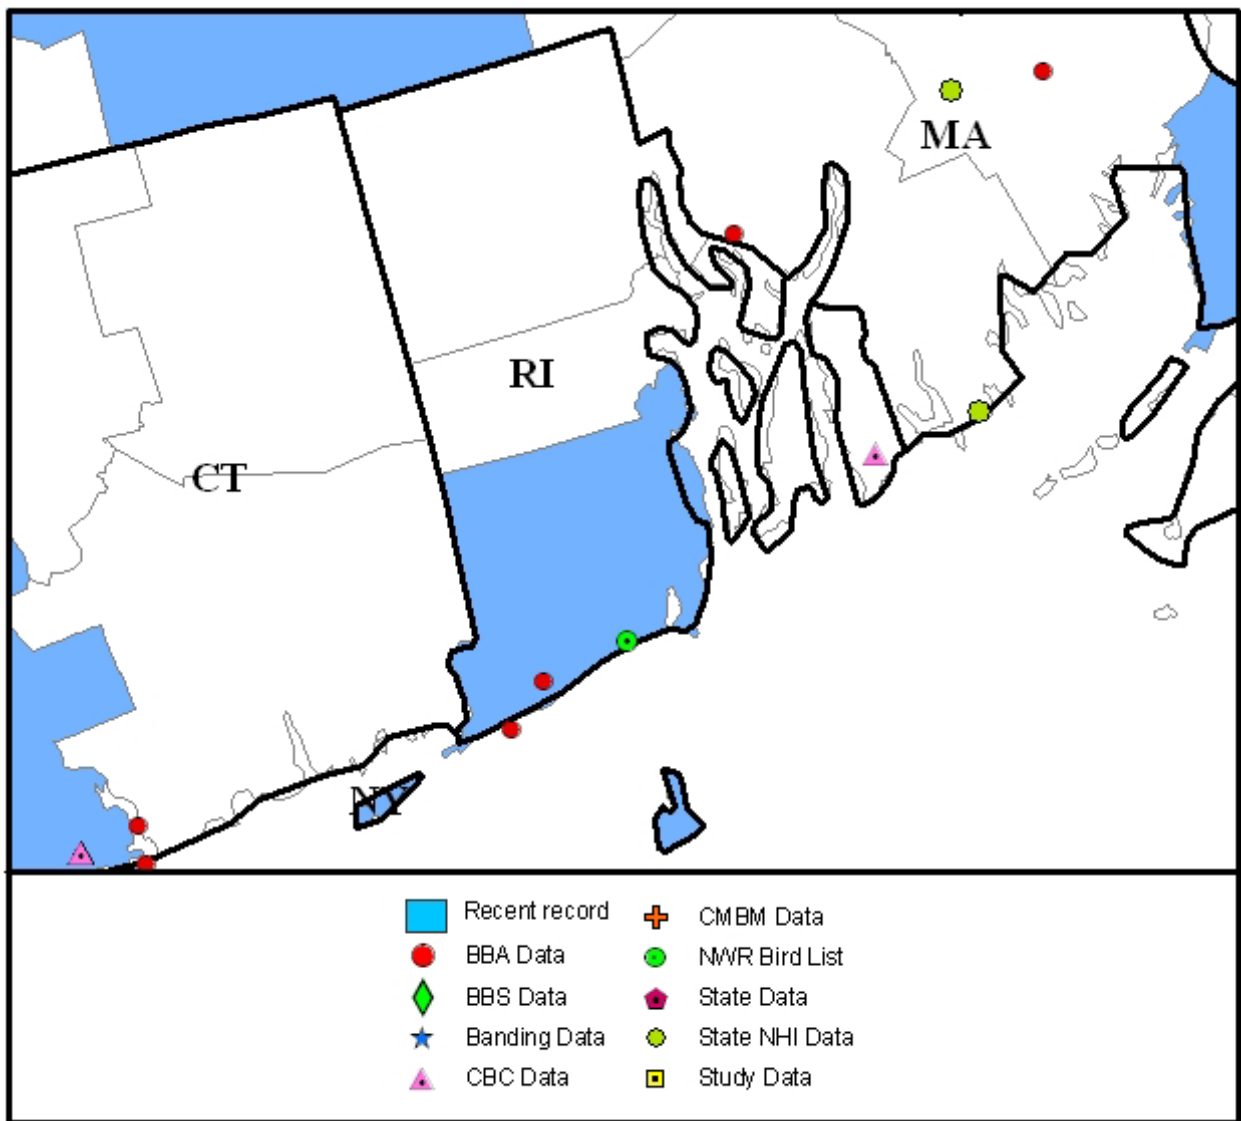 MA
RI
CT
NY
Recent record
CMBM Data
BBA Data
NWR Bird List
BBS Data
State Data
Banding Data
State NHI Data
CBC Data
Study Data